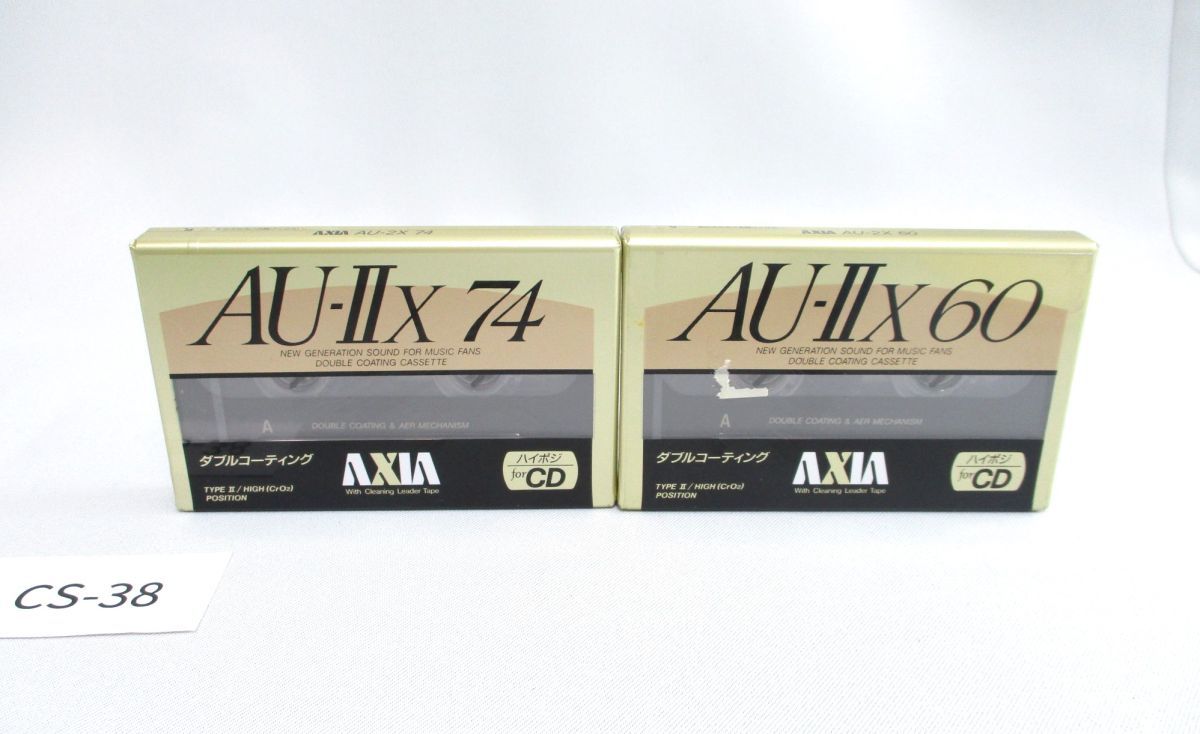 AXIA AU-2X 74
AU-IIX 74
NEW GENERATION SOUND FOR MUSIC FANS
DOUBLE COATING CASSETTE
A DOUBLE COATING & AER MECHANISM
ダブルコーティング
TYPE II/HIGH (CrO2)
POSITION
AXIA
With Cleaning Leader Tape
ハイポジ
for CD
AXIA AU-2X 60
AU-IIX 60
NEW GENERATION SOUND FOR MUSIC FANS
DOUBLE COATING CASSETTE
A DOUBLE COATING & AER MECHANISM
ダブルコーティング
TYPE II/HIGH (CrO2)
POSITION
AXIA
With Cleaning Leader Tape
ハイポジ
for CD
CS-38